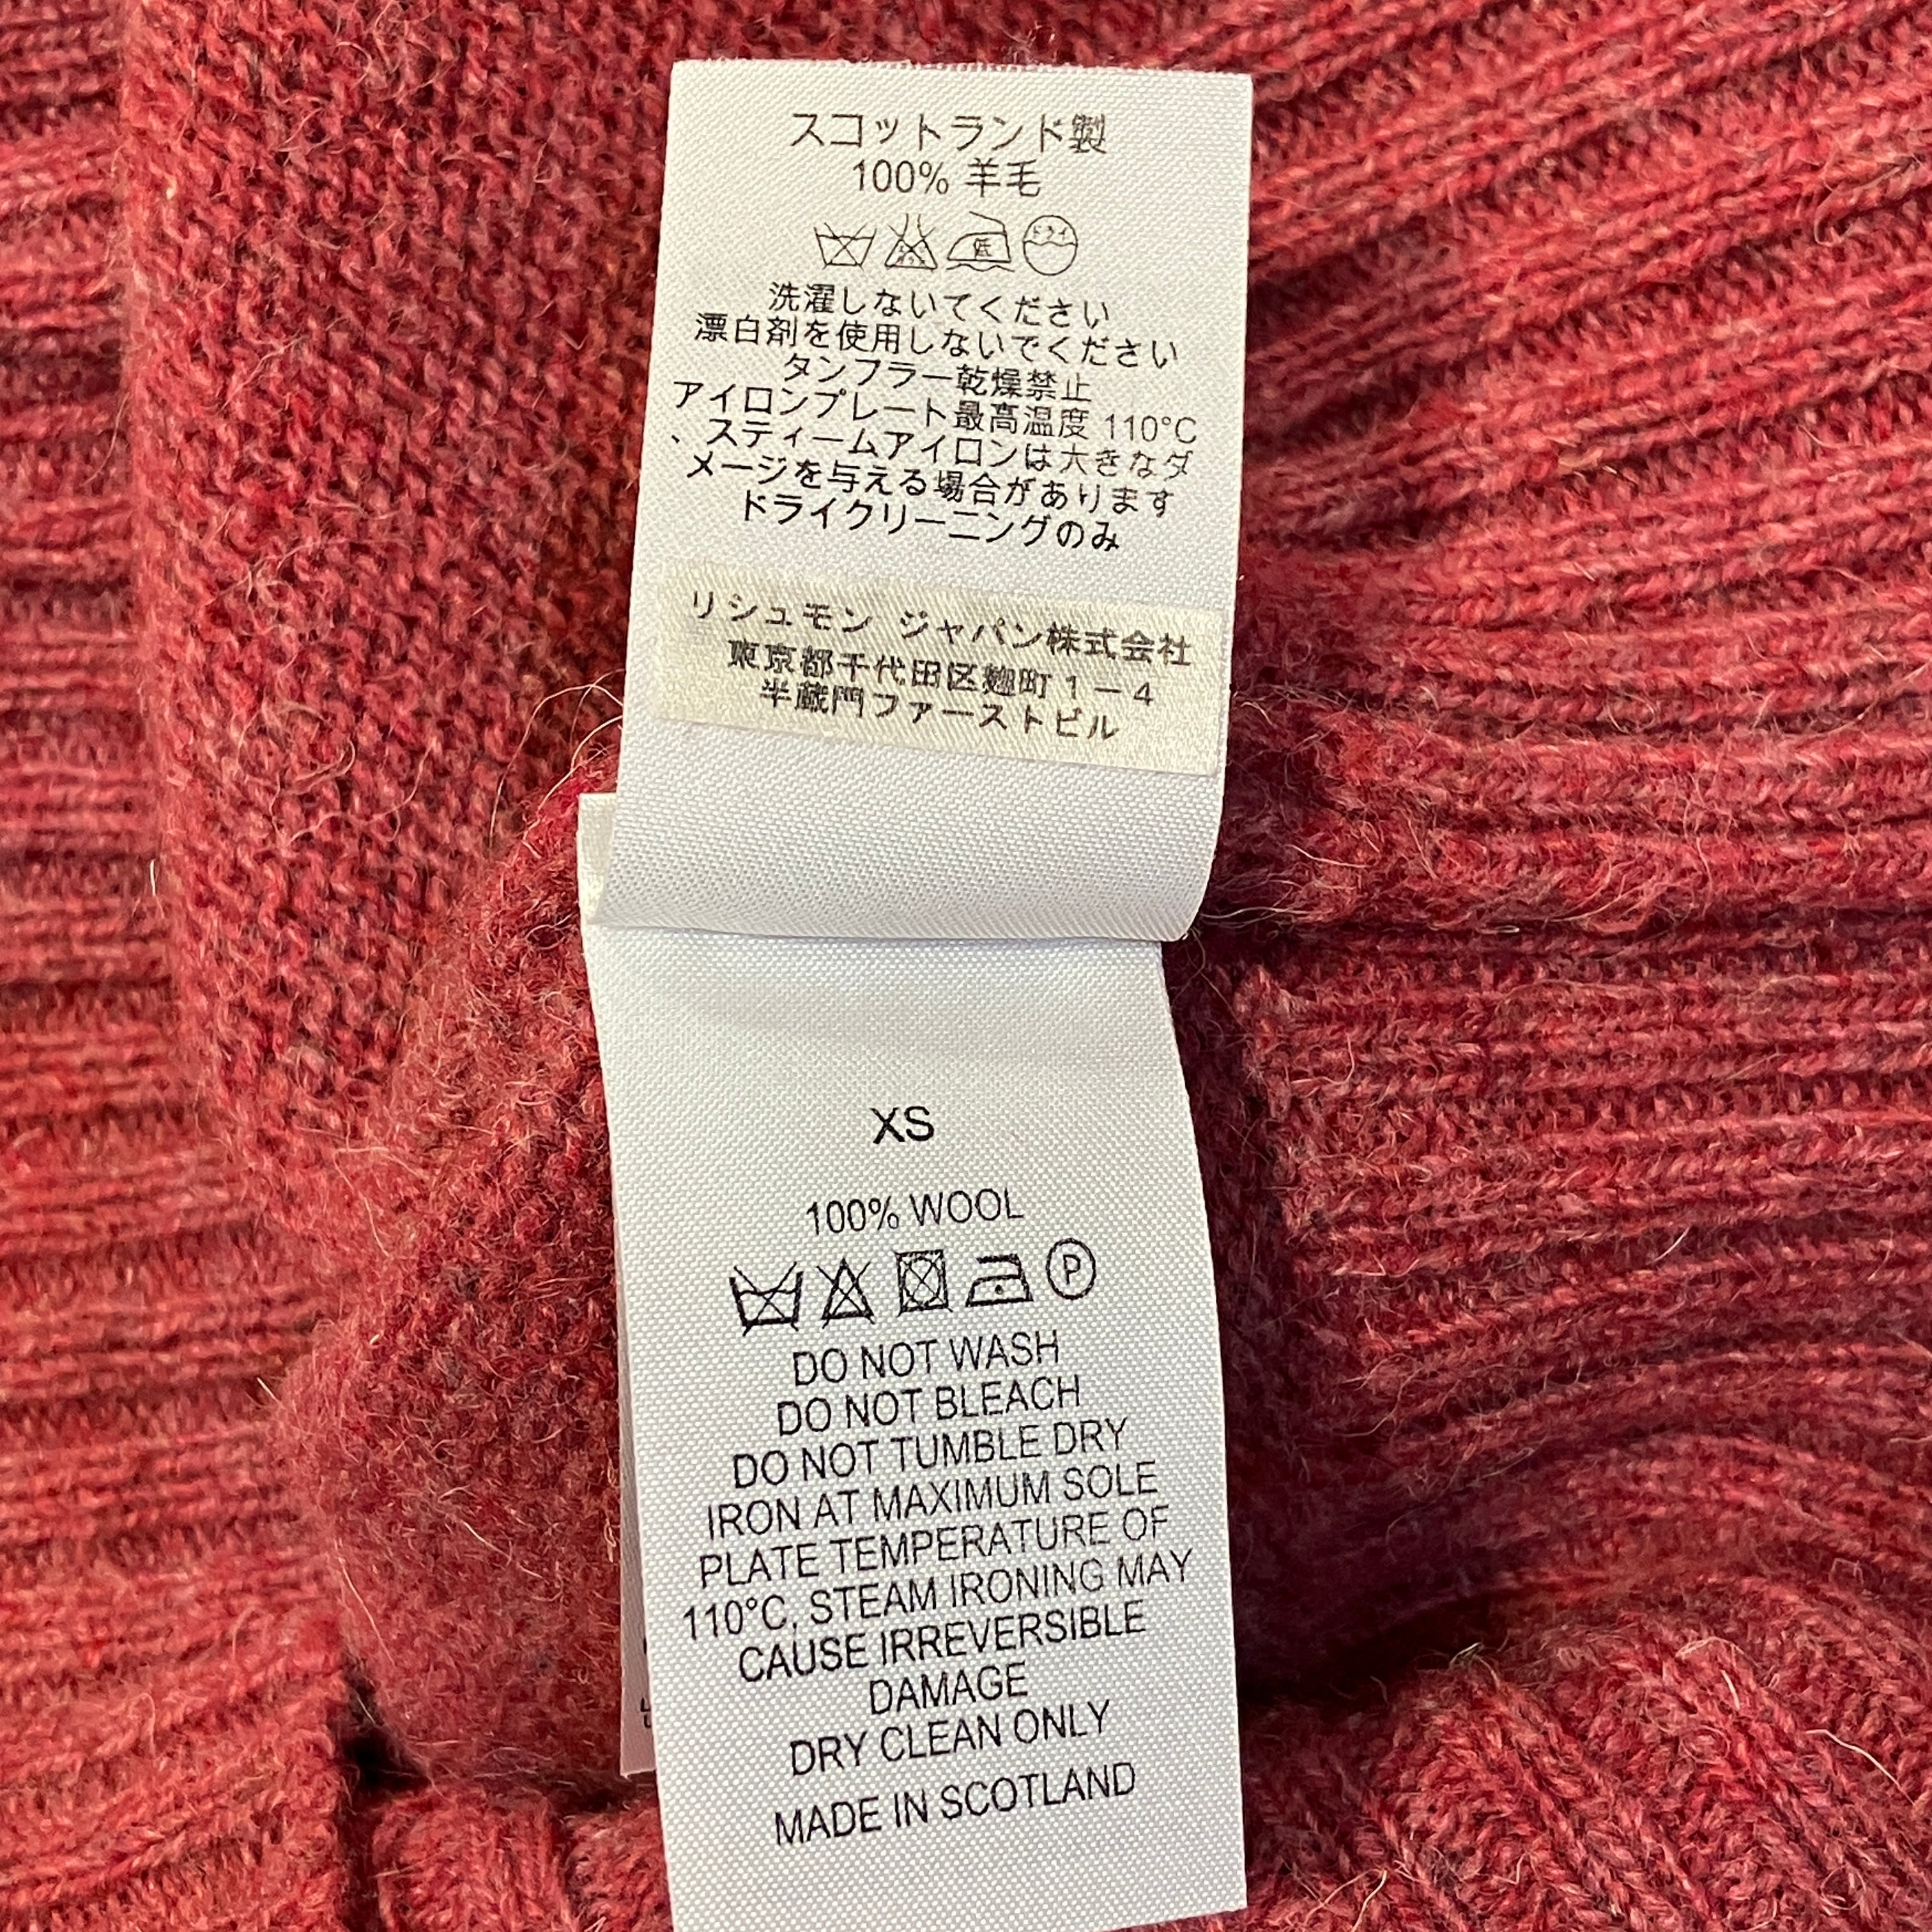 スコットランド製
100% 羊毛
低
ドライ
洗濯しないてください
漂白剤を使用しないでください
タンフラー乾燥禁止
アイロンプレート最高温度 110°C
、スティームアイロンは大きなダ
メージを与える場合があります
ドライクリーニングのみ
リシュモン ジャパン株式会社
東京都千代田区麹町1-4
半蔵門ファーストビル
XS
100% WOOL
P
DO NOT WASH
DO NOT BLEACH
DO NOT TUMBLE DRY
IRON AT MAXIMUM SOLE
PLATE TEMPERATURE OF
110°C, STEAM IRONING MAY
CAUSE IRREVERSIBLE
DAMAGE
DRY CLEAN ONLY
MADE IN SCOTLAND